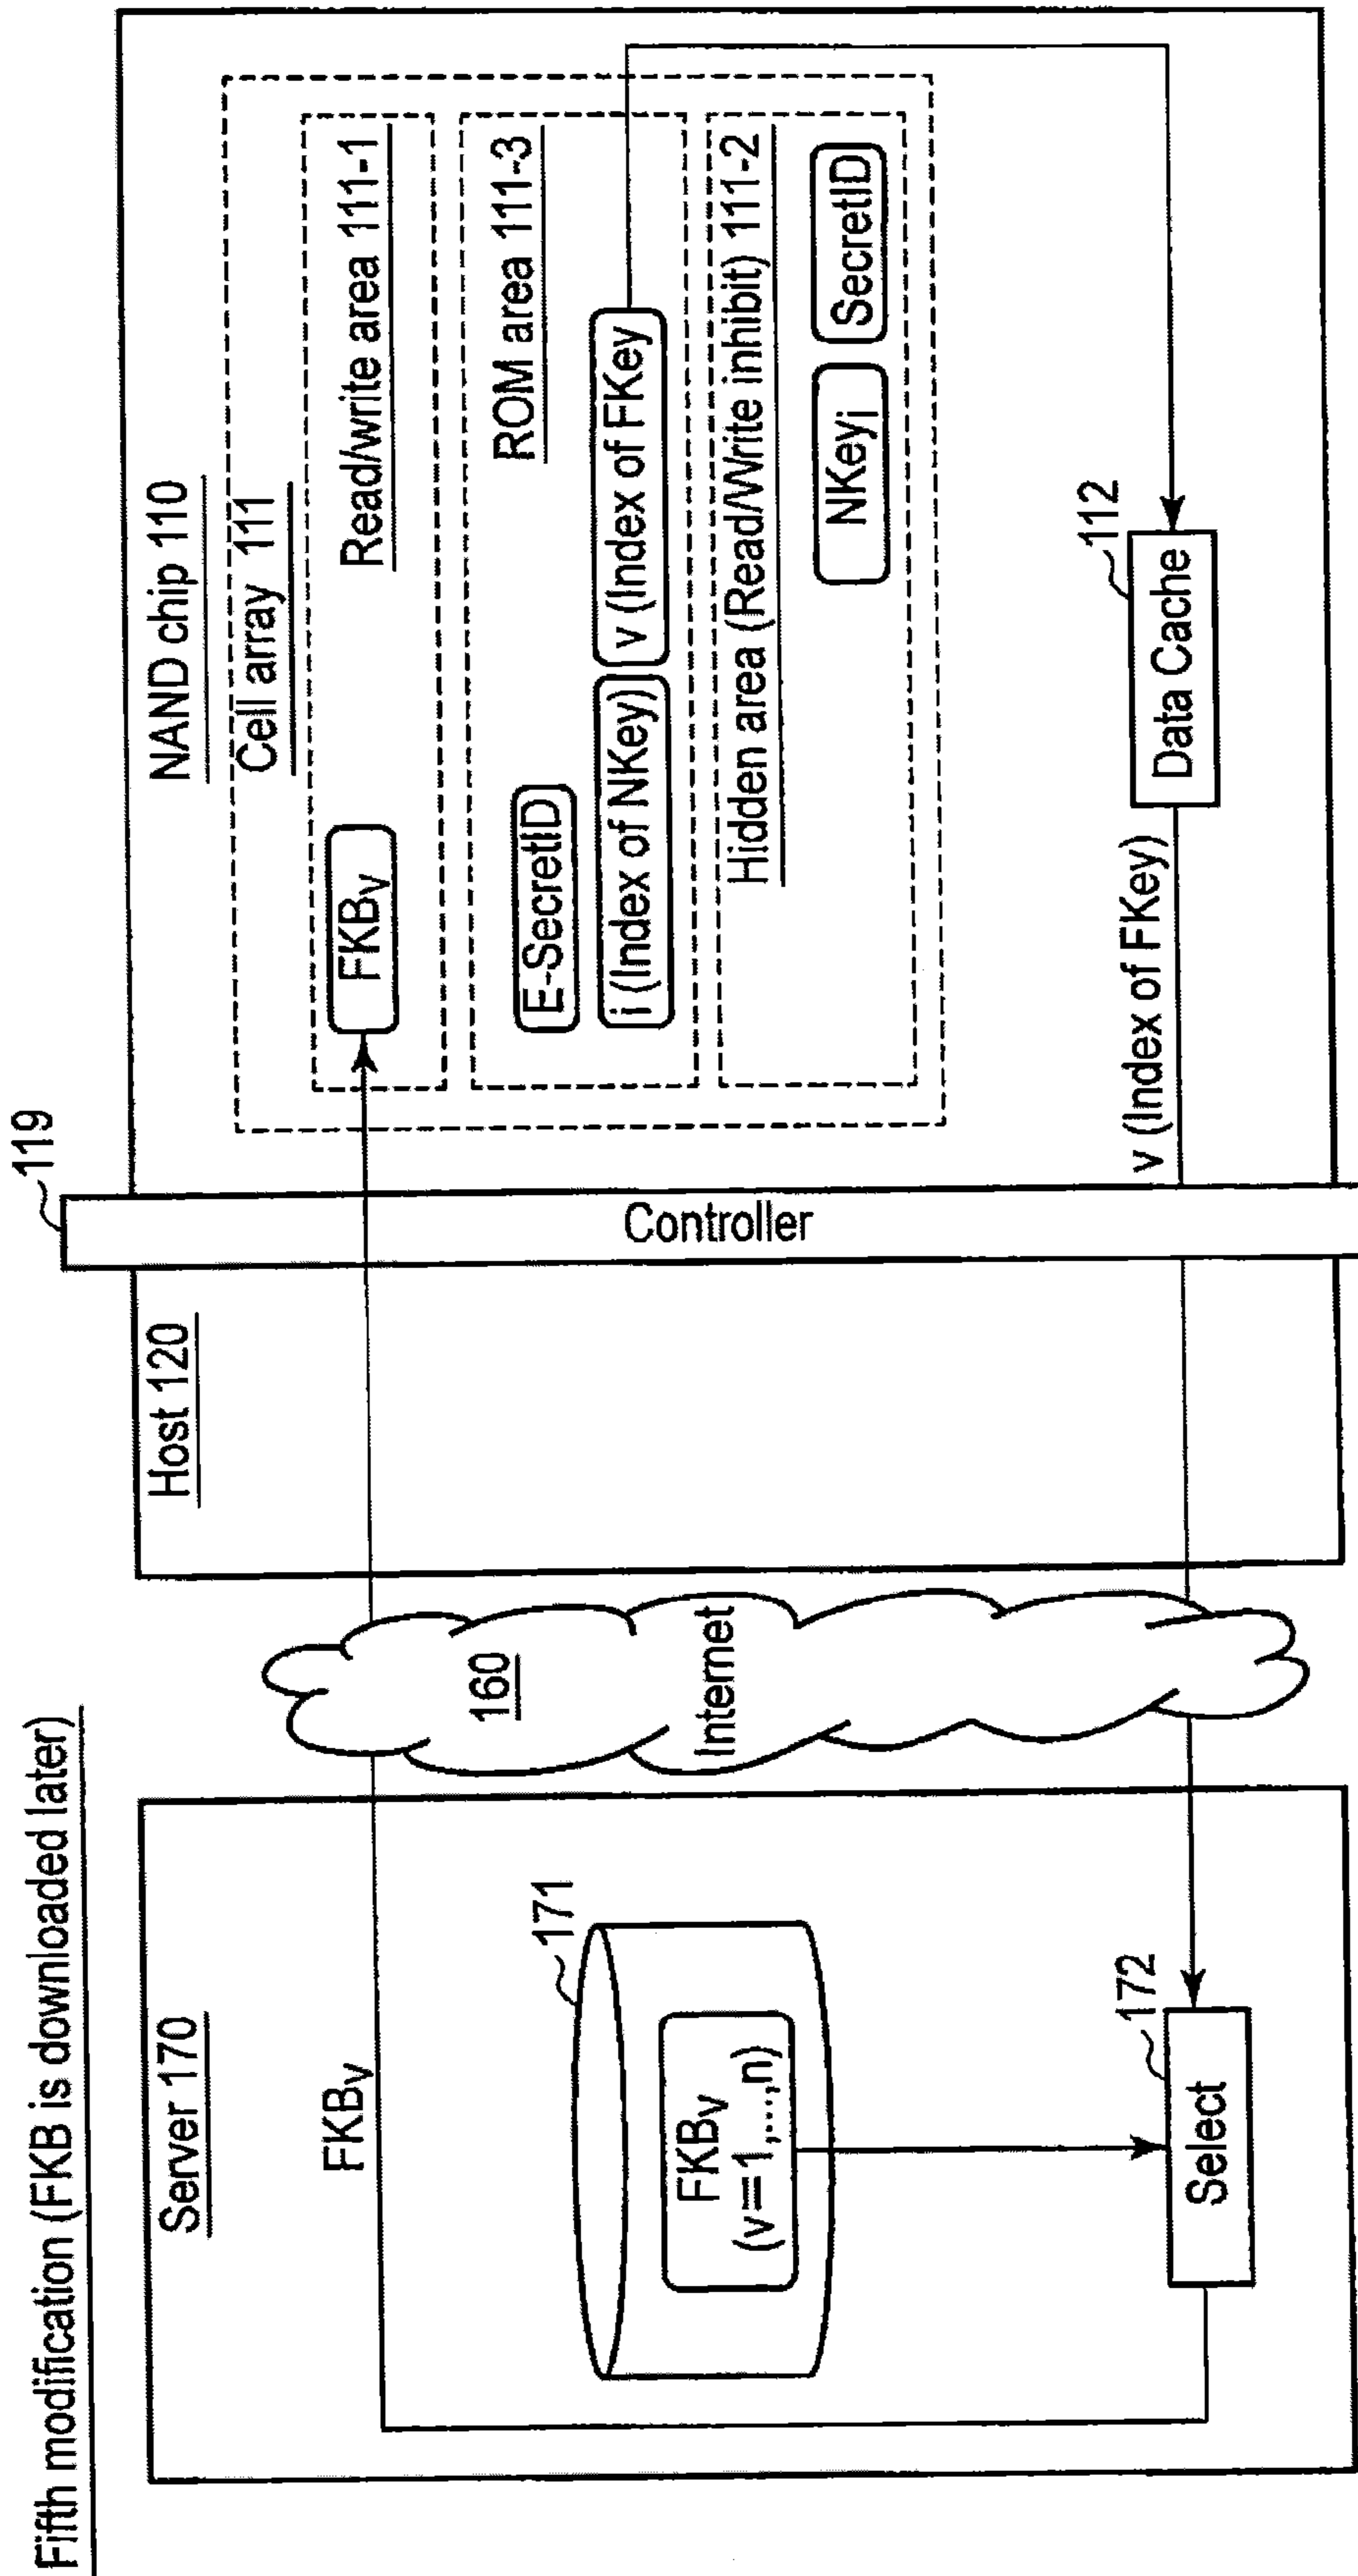 Fifth modification (FKB is downloaded later)
Server 170
FKBv
171
FKBv
(v=1,...,n)
172
Select
160
Internet
Host 120
119
Controller
NAND chip 110
Cell array 111
Read/write area 111-1
FKBv
ROM area 111-3
E-SecretID
i (Index of NKey)
v (Index of FKey
Hidden area (Read/Write inhibit) 111-2
NKeyi
SecretID
112
Data Cache
v (Index of FKey)